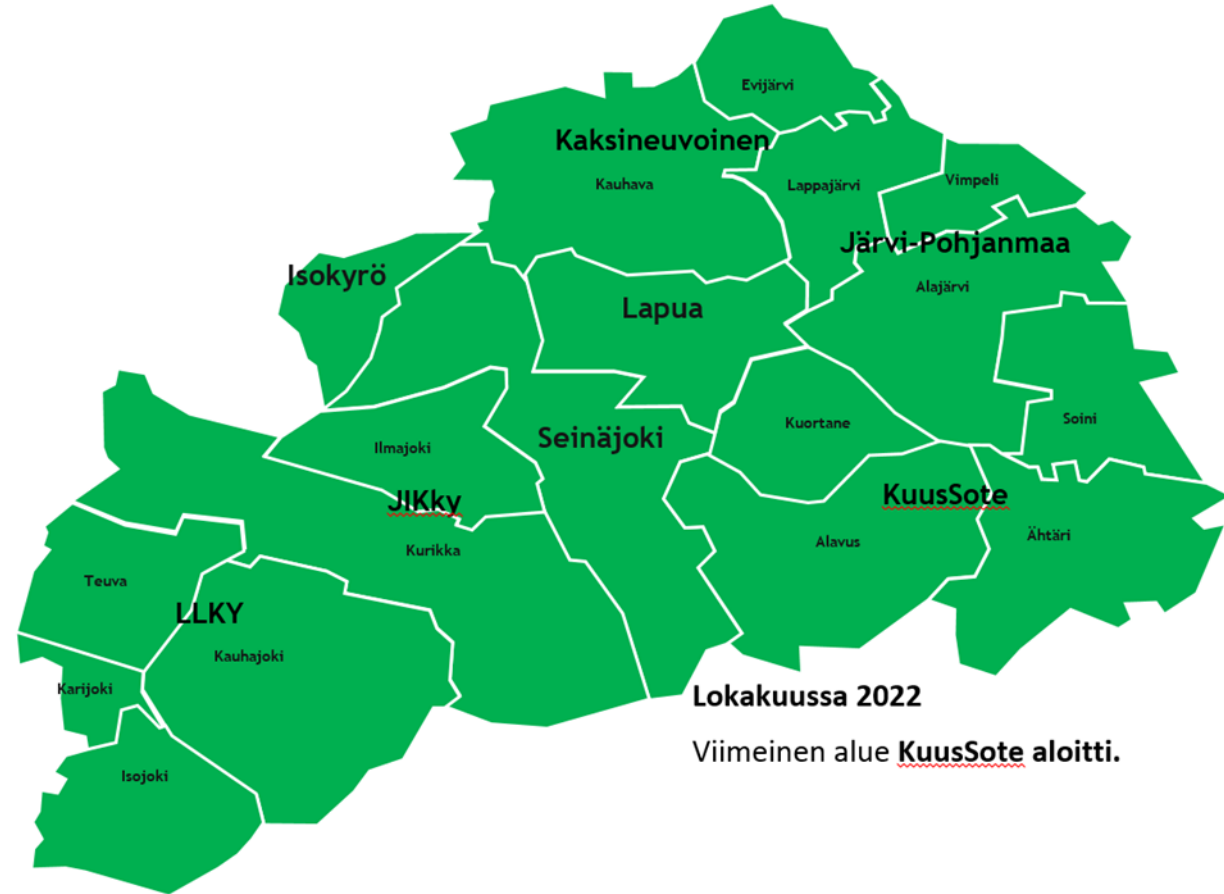 Evijärvi
Kaksineuvoinen
Kauhava
Lappajärvi
Vimpeli
Järvi-Pohjanmaa
Isokyrö
Alajärvi
Lapua
Soini
Kuortane
Seinäjoki
Ilmajoki
KuusSote
JIKky
Ähtäri
Alavus
Kurikka
Teuva
LLKY
Kauhajoki
Karijoki
Isojoki
Lokakuussa 2022
Viimeinen alue KuusSote aloitti.